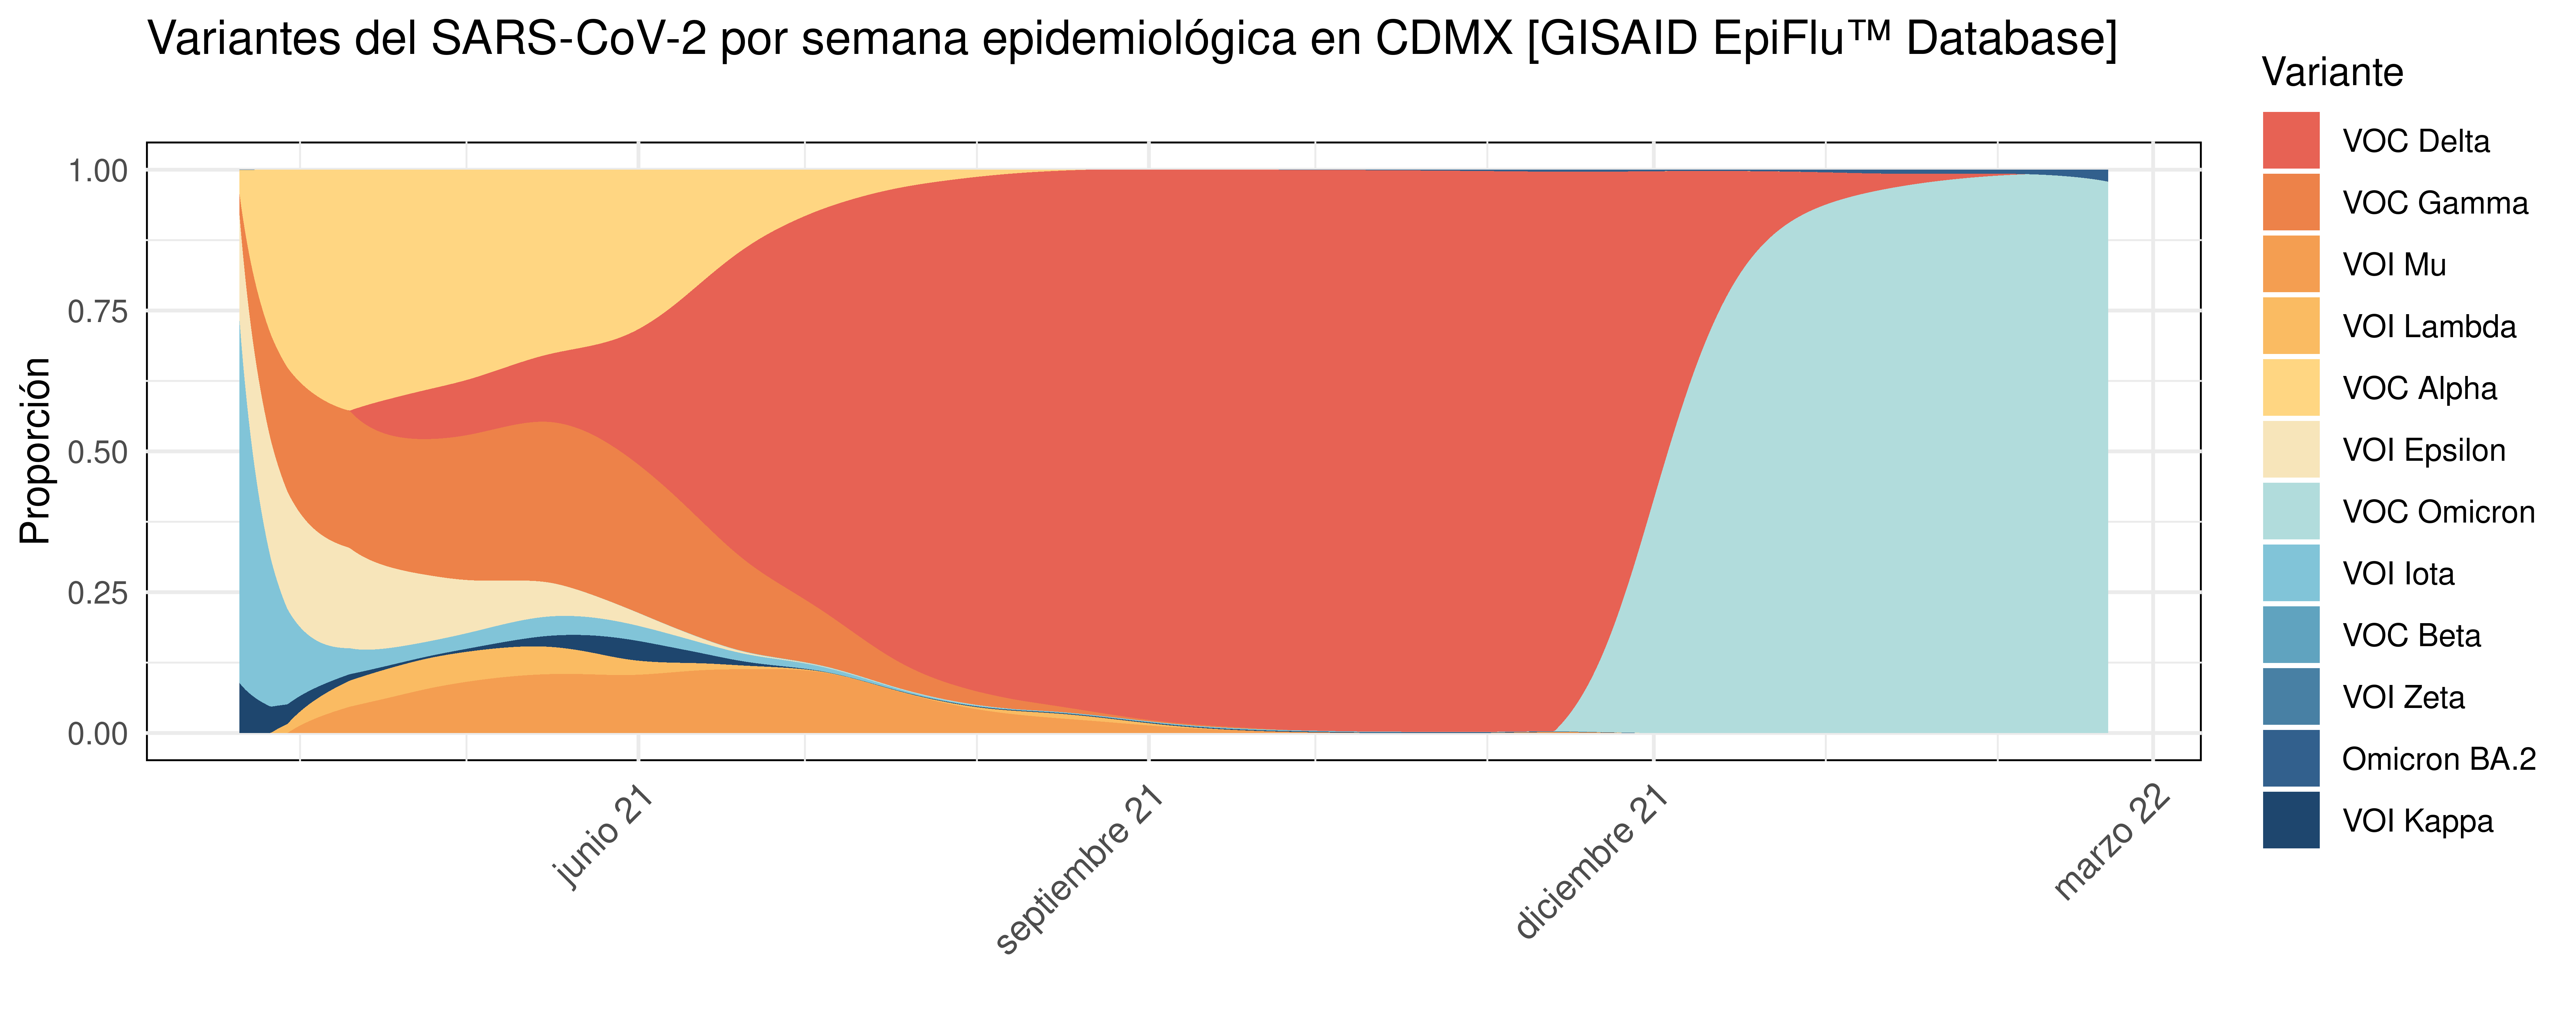 Variantes del SARS-CoV-2 por semana epidemiológica en CDMX [GISAID EpiFlu™ Database]
Proporción
1.00
0.75
0.50
0.25
0.00
junio 21
septiembre 21
diciembre 21
marzo 22
Variante
VOC Delta
VOC Gamma
VOI Mu
VOI Lambda
VOC Alpha
VOI Epsilon
VOC Omicron
VOI Iota
VOC Beta
VOI Zeta
Omicron BA.2
VOI Kappa